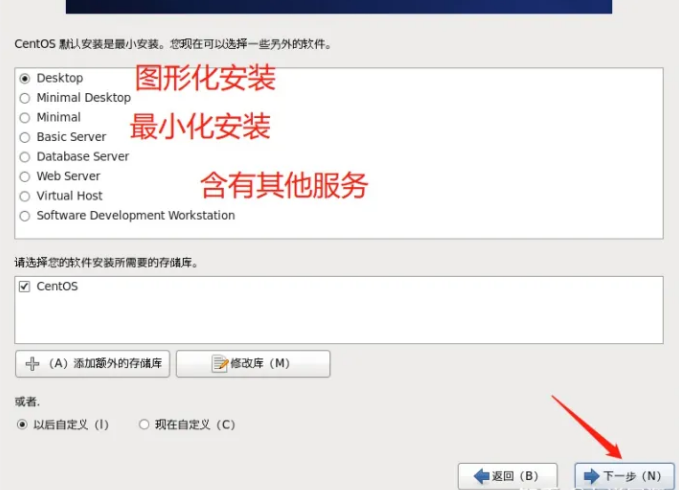 CentOS 默认安装是最小安装。您现在可以选择一些另外的软件。
Desktop
图形化安装
Minimal Desktop
Minimal
最小化安装
Basic Server
Database Server
Web Server
含有其他服务
Virtual Host
Software Development Workstation
请选择您的软件安装所需要的存储库。
CentOS
(A) 添加额外的存储库
修改库 (M)
或者.
以后自定义 (l)
现在自定义 (C)
返回 (B)
下一步 (N)